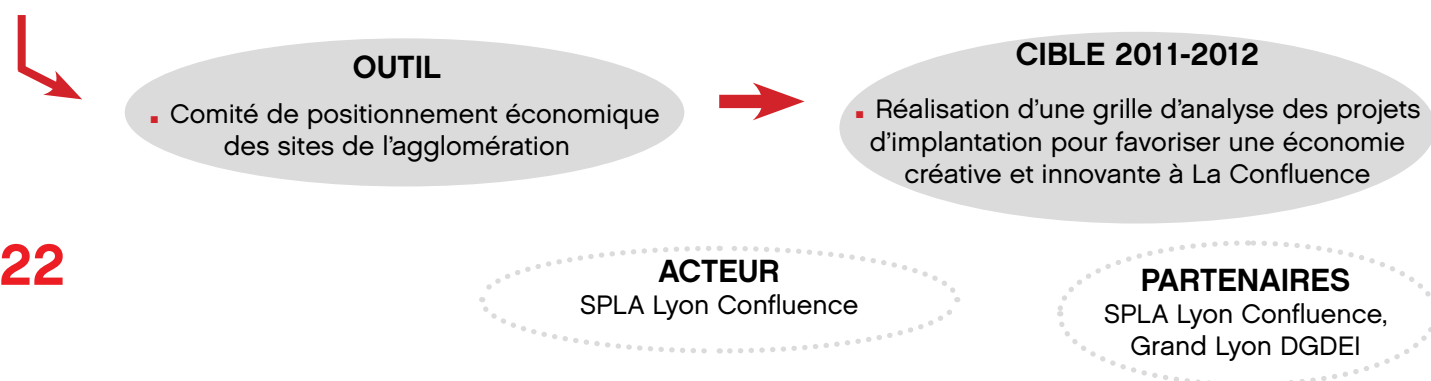 OUTIL
▪ Comité de positionnement économique
des sites de l'agglomération
CIBLE 2011-2012
▪ Réalisation d'une grille d'analyse des projets
d'implantation pour favoriser une économie
créative et innovante à La Confluence
22
ACTEUR
SPLA Lyon Confluence
PARTENAIRES
SPLA Lyon Confluence,
Grand Lyon DGDEI